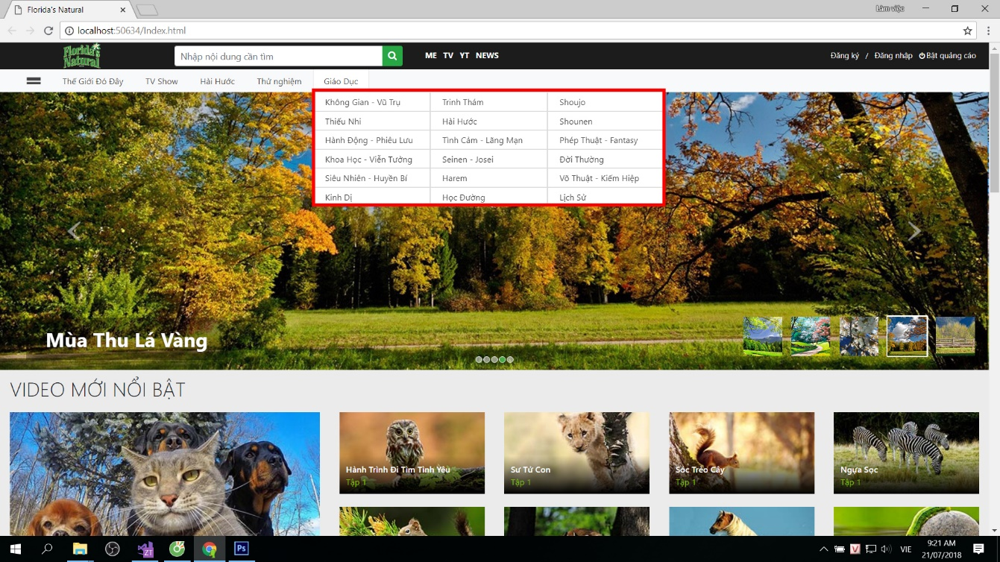 Florida's Natural
Làm việc
localhost:50634/Index.html
Florida's
Natural
Nhập nội dung cần tìm
ME TV YT NEWS
Đăng ký / Đăng nhập Bật quảng cáo
Thế Giới Đó Đây TV Show Hài Hước Thử nghiệm Giáo Dục
Không Gian - Vũ Trụ Trinh Thám Shoujo
Thiếu Nhi Hài Hước Shounen
Hành Động - Phiêu Lưu Tình Cảm - Lãng Mạn Phép Thuật - Fantasy
Khoa Học - Viễn Tưởng Seinen - Josei Đời Thường
Siêu Nhiên - Huyền Bí Harem Võ Thuật - Kiếm Hiệp
Kinh Dị Học Đường Lịch Sử
Mùa Thu Lá Vàng
VIDEO MỚI NỔI BẬT
Hành Trình Đi Tìm Tình Yêu
Tập 1
Sư Tử Con
Tập 1
Sóc Trèo Cây
Tập 1
Ngựa Sọc
Tập 1
ZT
Ps
V
VIE
9:21 AM
21/07/2018